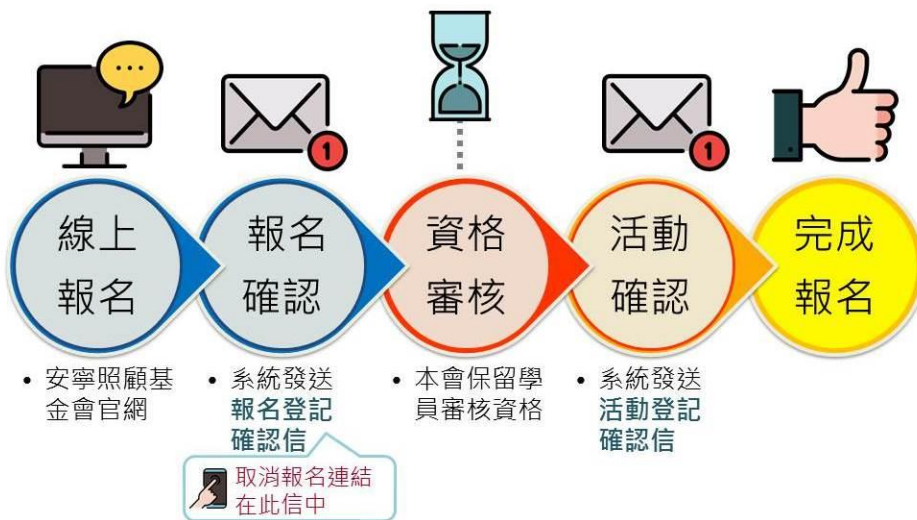 1
1
線上
報名
報名
確認
資格
審核
活動
確認
完成
報名
• 安寧照顧基
金會官網
• 系統發送
報名登記
確認信
取消報名連結
在此信中
• 本會保留學
員審核資格
• 系統發送
活動登記
確認信